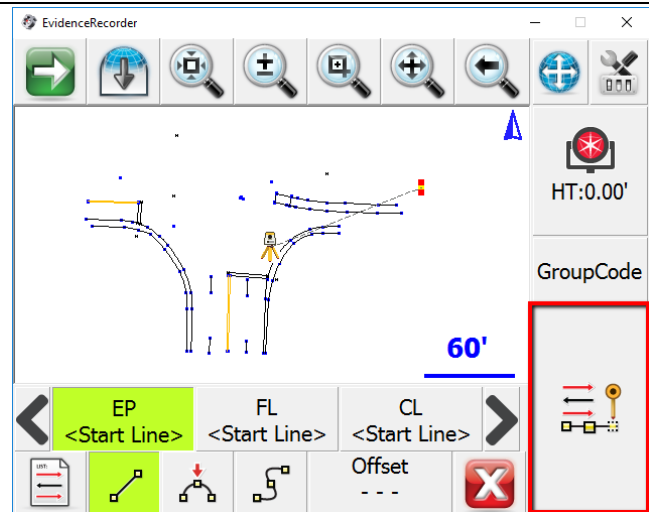 EvidenceRecorder
HT:0.00'
GroupCode
60'
EP
<Start Line>
FL
<Start Line>
CL
<Start Line>
Offset
- - -